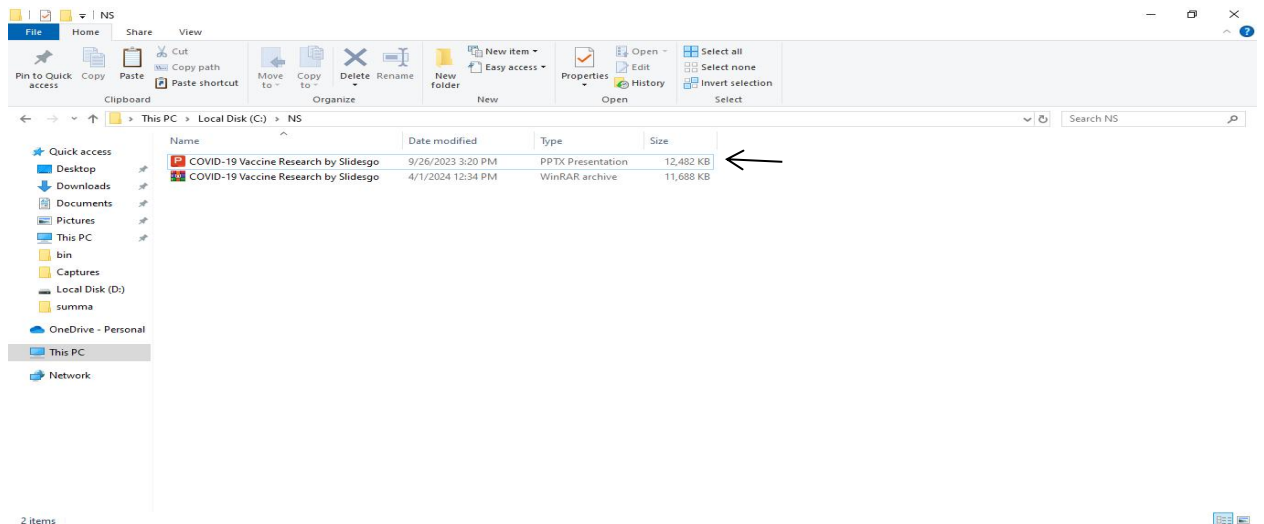 NS
File Home Share View
Pin to Quick access
Copy
Paste
Cut
Copy path
Paste shortcut
Clipboard
Move to
Copy to
Delete
Rename
Organize
New folder
New item
Easy access
New
Properties
Open
Edit
History
Open
Select all
Select none
Invert selection
Select
This PC > Local Disk (C:) > NS
Search NS
Name Date modified Type Size
COVID-19 Vaccine Research by Slidesgo 9/26/2023 3:20 PM PPTX Presentation 12,482 KB
COVID-19 Vaccine Research by Slidesgo 4/1/2024 12:34 PM WinRAR archive 11,688 KB
Quick access
Desktop
Downloads
Documents
Pictures
This PC
bin
Captures
Local Disk (D:)
summa
OneDrive - Personal
This PC
Network
2 items